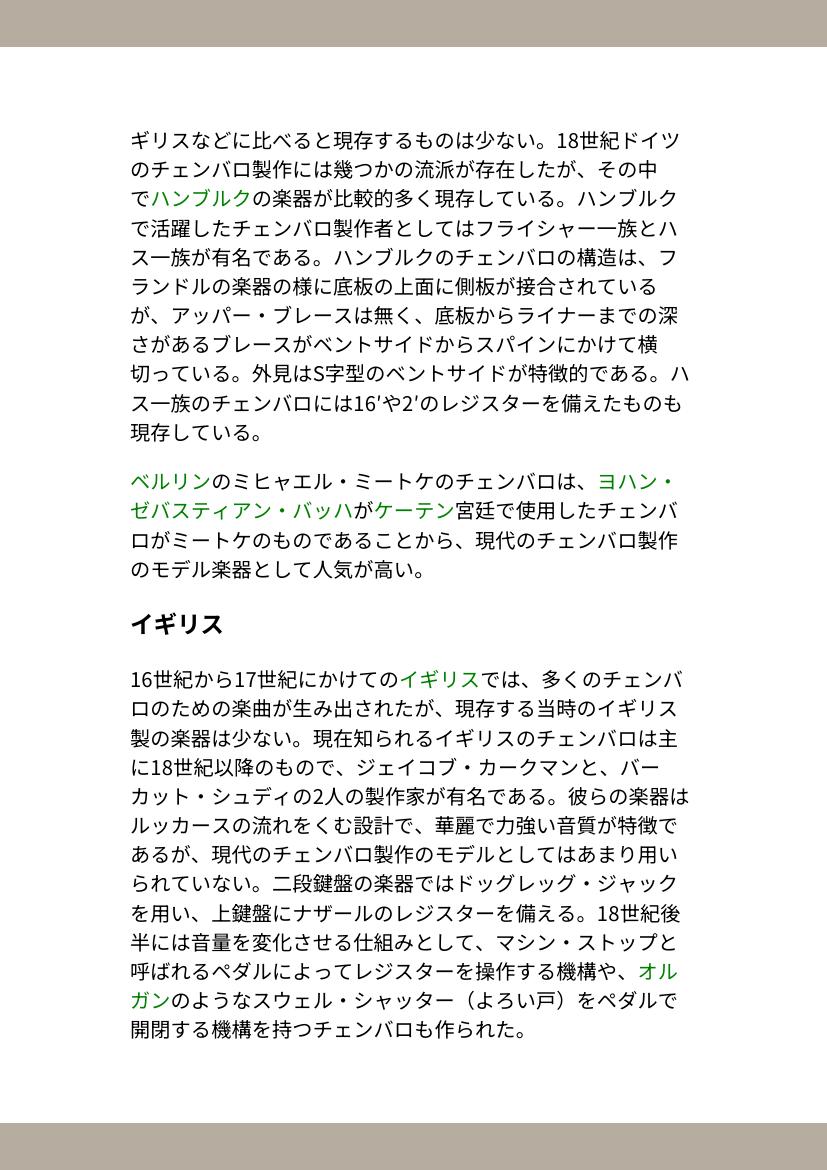 ギリスなどに比べると現存するものは少ない。18世紀ドイツ
のチェンバロ製作には幾つかの流派が存在したが、その中
でハンブルクの楽器が比較的多く現存している。ハンブルク
で活躍したチェンバロ製作者としてはフライシャー一族とハ
ス一族が有名である。ハンブルクのチェンバロの構造は、フ
ランドルの楽器の様に底板の上面に側板が接合されている
が、アッパー・ブレースは無く、底板からライナーまでの深
さがあるブレースがベントサイドからスパインにかけて横
切っている。外見はS字型のベントサイドが特徴的である。ハ
ス一族のチェンバロには16′や2′のレジスターを備えたものも
現存している。
ベルリンのミヒャエル・ミートケのチェンバロは、ヨハン・
ゼバスティアン・バッハがケーテン宮廷で使用したチェンバ
ロがミートケのものであることから、現代のチェンバロ製作
のモデル楽器として人気が高い。
イギリス
16世紀から17世紀にかけてのイギリスでは、多くのチェンバ
ロのための楽曲が生み出されたが、現存する当時のイギリス
製の楽器は少ない。現在知られるイギリスのチェンバロは主
に18世紀以降のもので、ジェイコブ・カークマンと、バー
カット・シュディの2人の製作家が有名である。彼らの楽器は
ルッカースの流れをくむ設計で、華麗で力強い音質が特徴で
あるが、現代のチェンバロ製作のモデルとしてはあまり用い
られていない。二段鍵盤の楽器ではドッグレッグ・ジャック
を用い、上鍵盤にナザールのレジスターを備える。18世紀後
半には音量を変化させる仕組みとして、マシン・ストップと
呼ばれるペダルによってレジスターを操作する機構や、オル
ガンのようなスウェル・シャッター（よろい戸）をペダルで
開閉する機構を持つチェンバロも作られた。